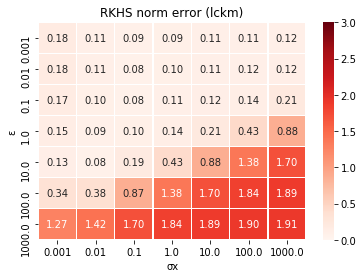 RKHS norm error (lckm)
0.001 0.18 0.11 0.09 0.09 0.11 0.11 0.12
0.01 0.18 0.11 0.08 0.10 0.11 0.12 0.12
0.1 0.17 0.10 0.08 0.11 0.12 0.14 0.21
1.0 0.15 0.09 0.10 0.14 0.21 0.43 0.88
10.0 0.13 0.08 0.19 0.43 0.88 1.38 1.70
100.0 0.34 0.38 0.87 1.38 1.70 1.84 1.89
1000.0 1.27 1.42 1.70 1.84 1.89 1.90 1.91
0.001 0.01 0.1 1.0 10.0 100.0 1000.0
σx
ε
3.0
2.5
2.0
1.5
1.0
0.5
0.0